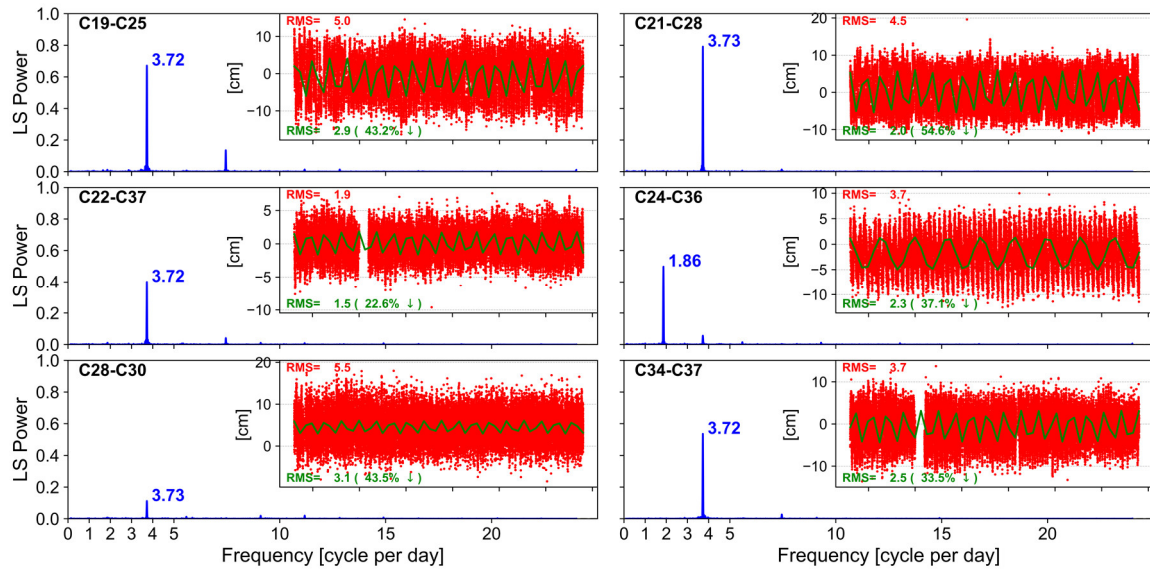 C19-C25
RMS= 5.0
10
0
−10
[cm]
RMS= 2.9 ( 43.2% ↓ )
3.72
1.0
0.8
0.6
0.4
0.2
0.0
LS Power
C21-C28
RMS= 4.5
20
10
0
−10
[cm]
RMS= 2.0 ( 54.6% ↓ )
3.73
C22-C37
RMS= 1.9
5
0
−5
−10
[cm]
RMS= 1.5 ( 22.6% ↓ )
3.72
1.0
0.8
0.6
0.4
0.2
0.0
LS Power
C24-C36
RMS= 3.7
10
5
0
−5
−10
[cm]
RMS= 2.3 ( 37.1% ↓ )
1.86
C28-C30
RMS= 5.5
20
10
0
[cm]
RMS= 3.1 ( 43.5% ↓ )
3.73
1.0
0.8
0.6
0.4
0.2
0.0
LS Power
0 1 2 3 4 5 10 15 20
Frequency [cycle per day]
C34-C37
RMS= 3.7
10
0
−10
[cm]
RMS= 2.5 ( 33.5% ↓ )
3.72
0 1 2 3 4 5 10 15 20
Frequency [cycle per day]